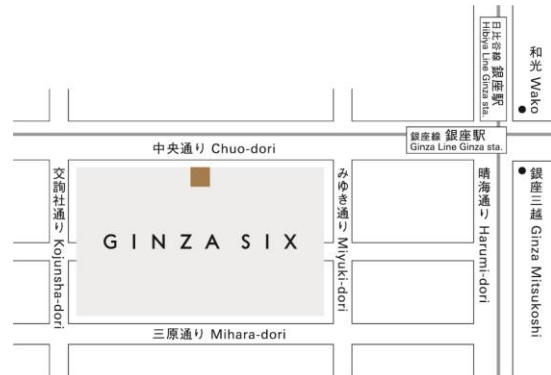 日比谷線 銀座駅
Hibiya Line Ginza sta.
和光 Wako
銀座線 銀座駅
Ginza Line Ginza sta.
中央通り Chuo-dori
交詢社通り Kojunsha-dori
GINZA SIX
みゆき通り Miyuki-dori
晴海通り Harumi-dori
銀座三越 Ginza Mitsukoshi
三原通り Mihara-dori